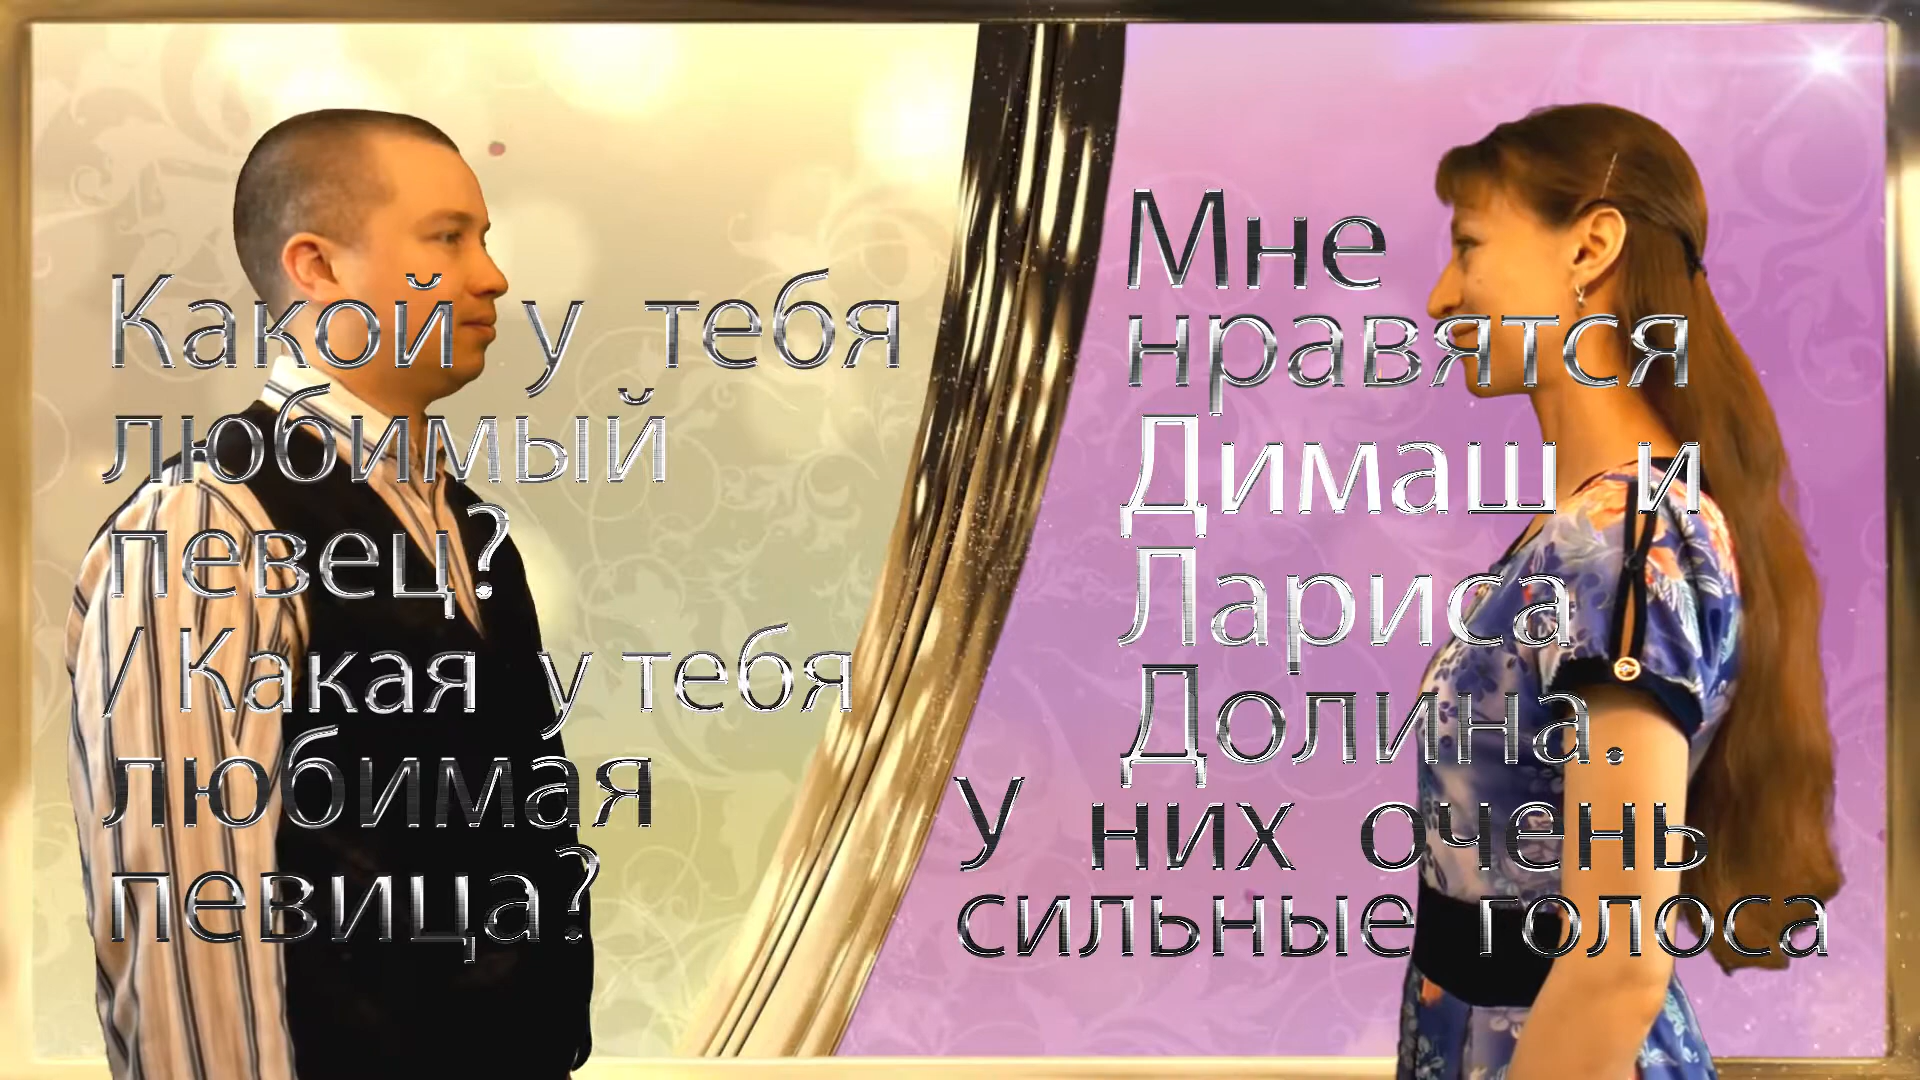 Какой у тебя
любимый
певец?
/ Какая у тебя
любимая
певица?
Мне
нравятся
Димаш и
Лариса
Долина.
У них очень
сильные голоса